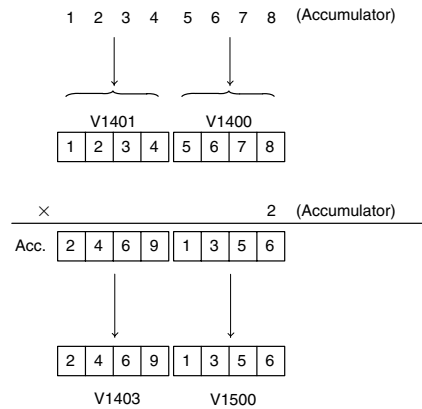 1 2 3 4 5 6 7 8 (Accumulator)
V1401 V1400
1 2 3 4 5 6 7 8
× 2 (Accumulator)
Acc. 2 4 6 9 1 3 5 6
2 4 6 9 1 3 5 6
V1403 V1500